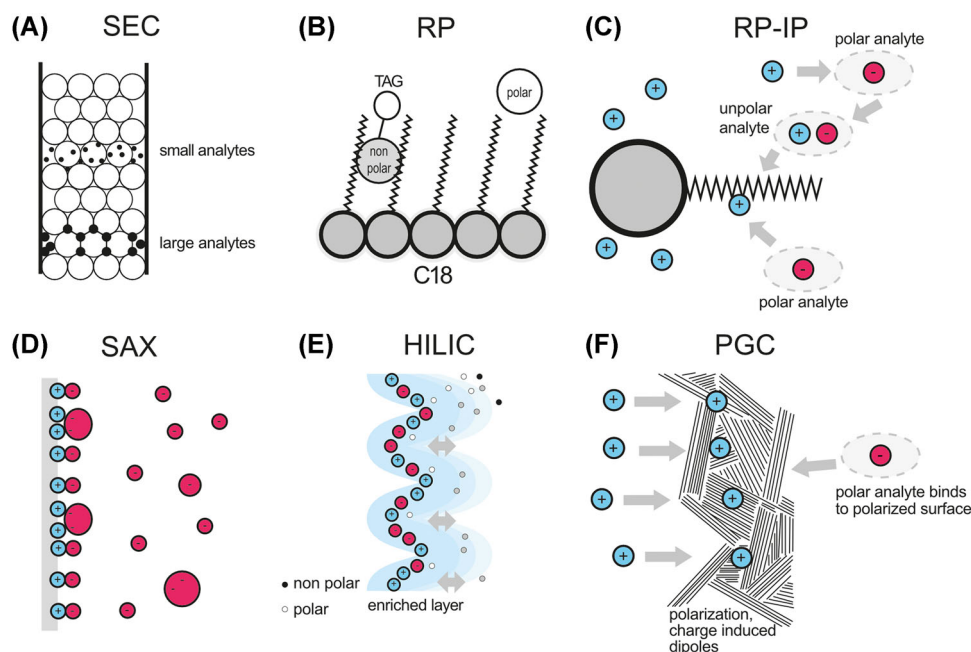 (A) SEC
small analytes
large analytes
(B) RP
TAG
non
polar
polar
C18
(C) RP-IP
polar analyte
+
-
unpolar
analyte
+ -
+
+
+
-
+
+
polar analyte
(D) SAX
(E) HILIC
non polar
polar
enriched layer
(F) PGC
+
+
+
+
-
polar analyte binds
to polarized surface
polarization,
charge induced
dipoles